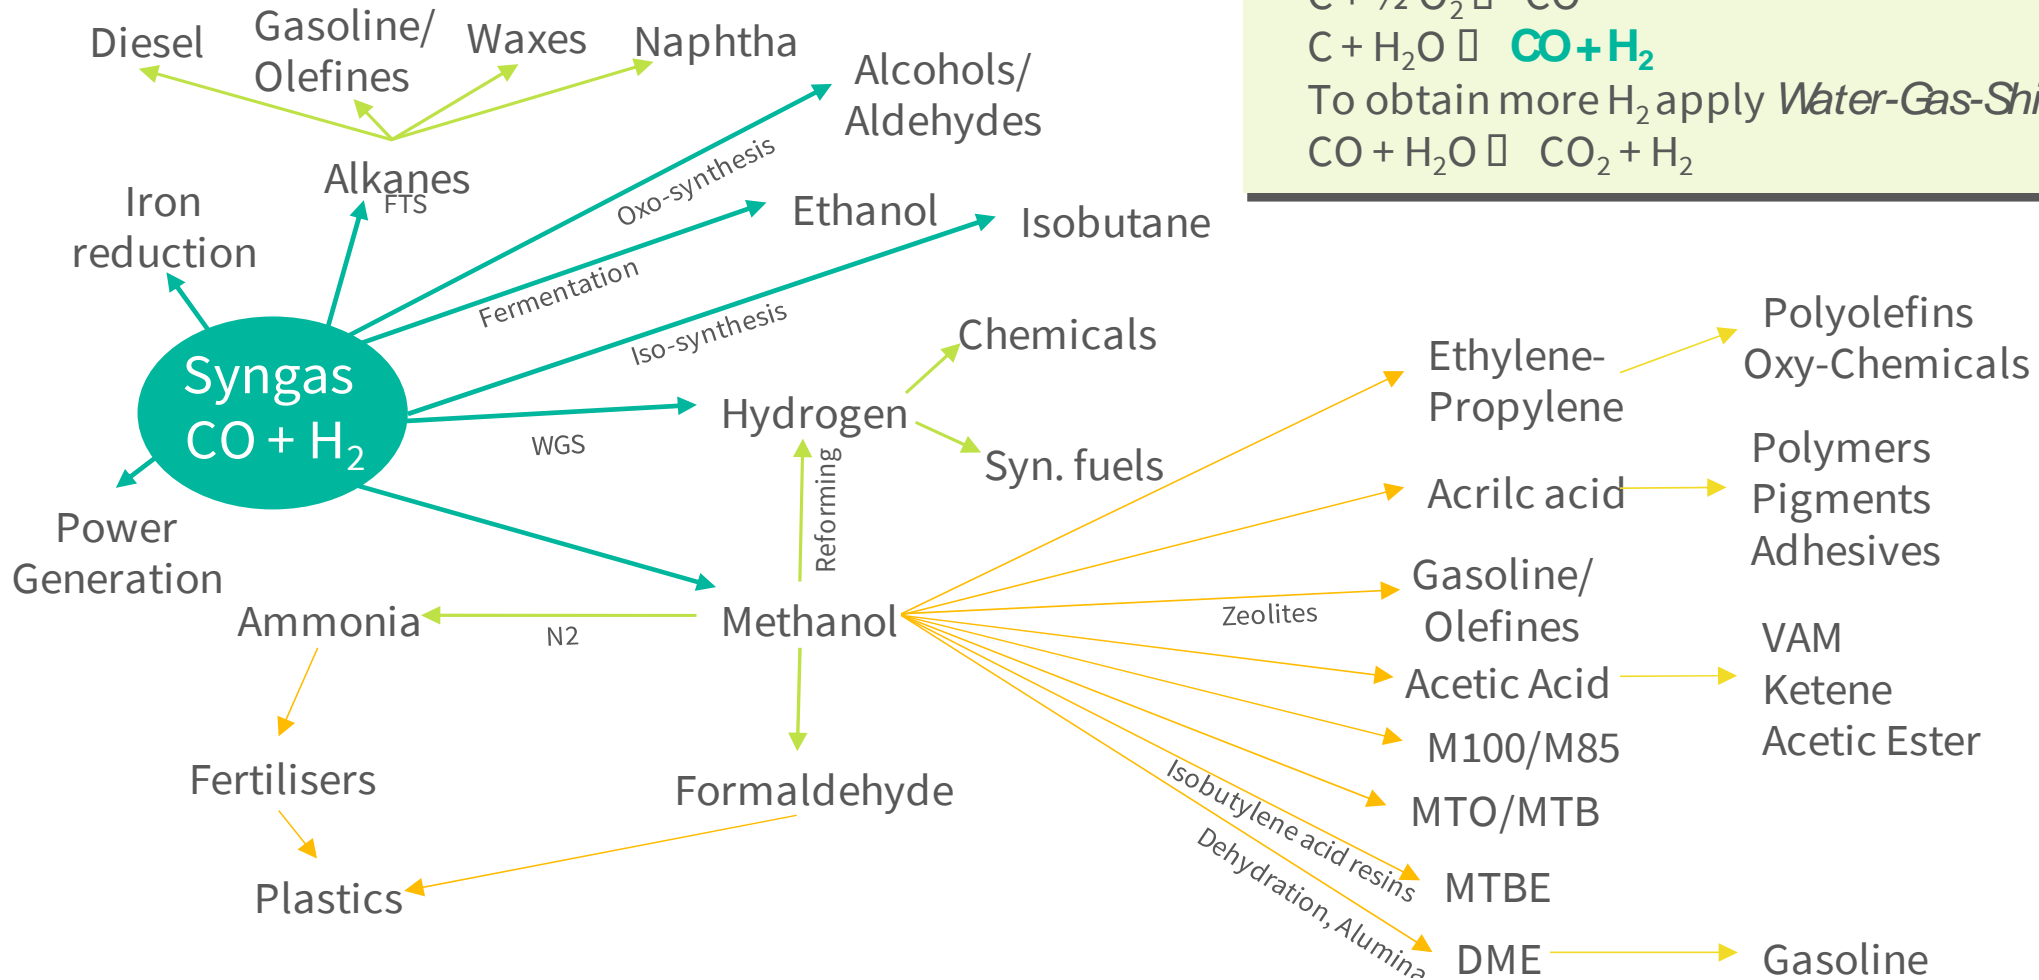 C + ½ O₂ ▯ CO
C + H₂O ▯ CO + H₂
To obtain more H₂ apply Water-Gas-Shi
CO + H₂O ▯ CO₂ + H₂
Diesel
Gasoline/
Olefines
Waxes
Naphtha
Alcohols/
Aldehydes
Alkanes
FTS
Iron
reduction
Oxo-synthesis
Ethanol
Isobutane
Fermentation
Iso-synthesis
Syngas
CO + H₂
Chemicals
Hydrogen
WGS
Syn. fuels
Reforming
Power
Generation
Ammonia
N2
Methanol
Fertilisers
Formaldehyde
Plastics
Ethylene-
Propylene
Polyolefins
Oxy-Chemicals
Acrilc acid
Polymers
Pigments
Adhesives
Zeolites
Gasoline/
Olefines
Acetic Acid
VAM
Ketene
Acetic Ester
M100/M85
MTO/MTB
Isobutylene acid resins
MTBE
Dehydration, Alumina
DME
Gasoline